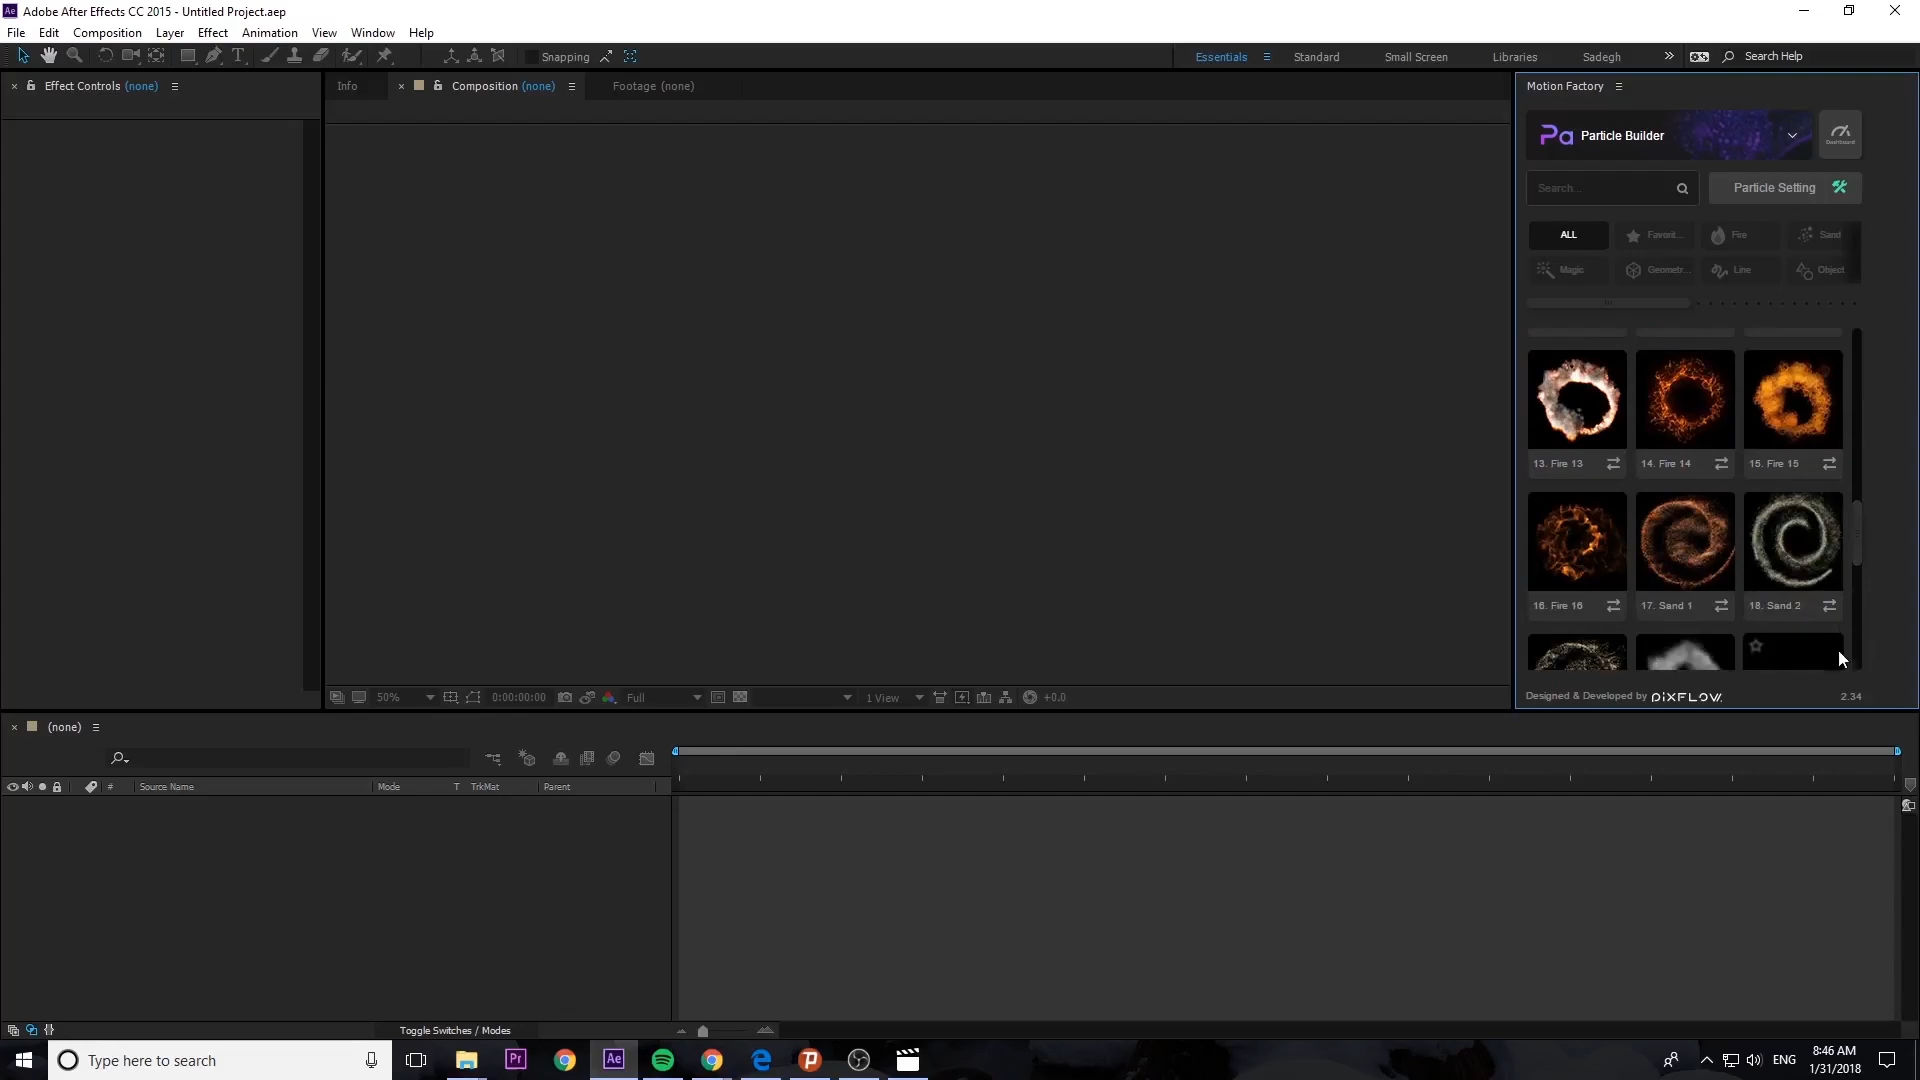 Adobe After Effects CC 2015 - Untitled Project.aep
File Edit Composition Layer Effect Animation View Window Help
Snapping Essentials Standard Small Screen Libraries Sadegh Search Help
Effect Controls (none) Info Composition (none) Footage (none) Motion Factory
Pa Particle Builder Dashboard
Search... Particle Setting
ALL Favorit... Fire Sand
Magic Geometr... Line Object
13. Fire 13 14. Fire 14 15. Fire 15
16. Fire 16 17. Sand 1 18. Sand 2
50% 0:00:00:00 Full 1 View +0.0
Designed & Developed by PIXFLOW 2.34
(none)
# Source Name Mode T TrkMat Parent
Toggle Switches / Modes
Type here to search
Pr Ae ENG
8:46 AM
1/31/2018